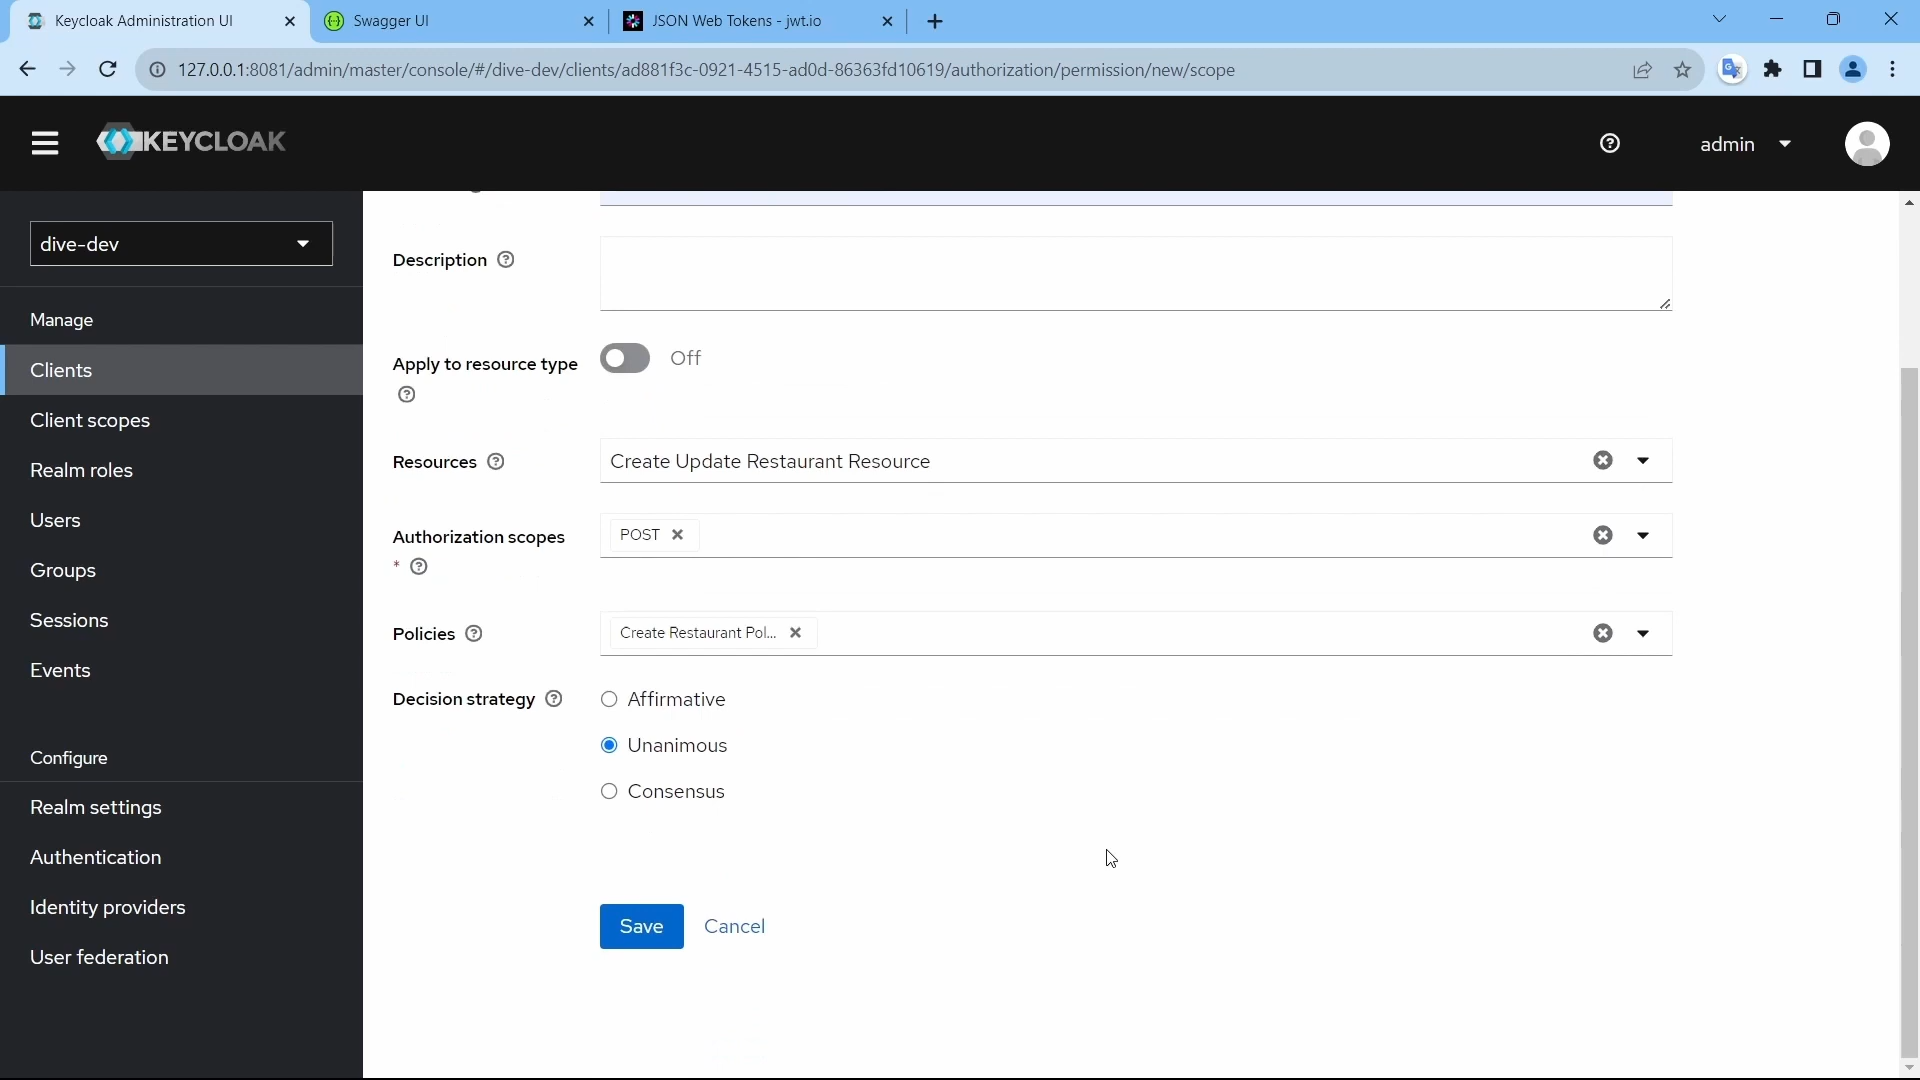 Keycloak Administration UI
Swagger UI
JSON Web Tokens - jwt.io
127.0.0.1:8081/admin/master/console/#/dive-dev/clients/ad881f3c-0921-4515-ad0d-86363fd10619/authorization/permission/new/scope
KEYCLOAK
admin
dive-dev
Manage
Clients
Client scopes
Realm roles
Users
Groups
Sessions
Events
Configure
Realm settings
Authentication
Identity providers
User federation
Description
Apply to resource type
Off
Resources
Create Update Restaurant Resource
Authorization scopes
*
POST
Policies
Create Restaurant Pol...
Decision strategy
Affirmative
Unanimous
Consensus
Save
Cancel